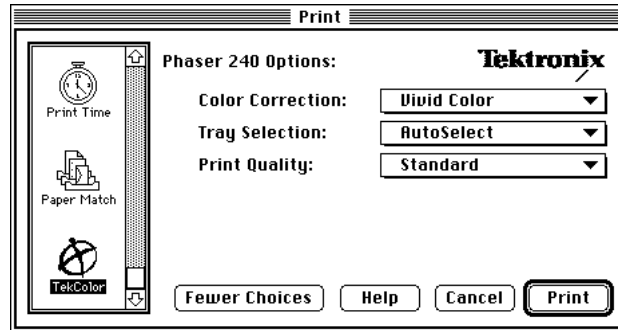 Print
Print Time
Paper Match
TekColor
Phaser 240 Options:
Tektronix
Color Correction: Vivid Color
Tray Selection: AutoSelect
Print Quality: Standard
Fewer Choices Help Cancel Print